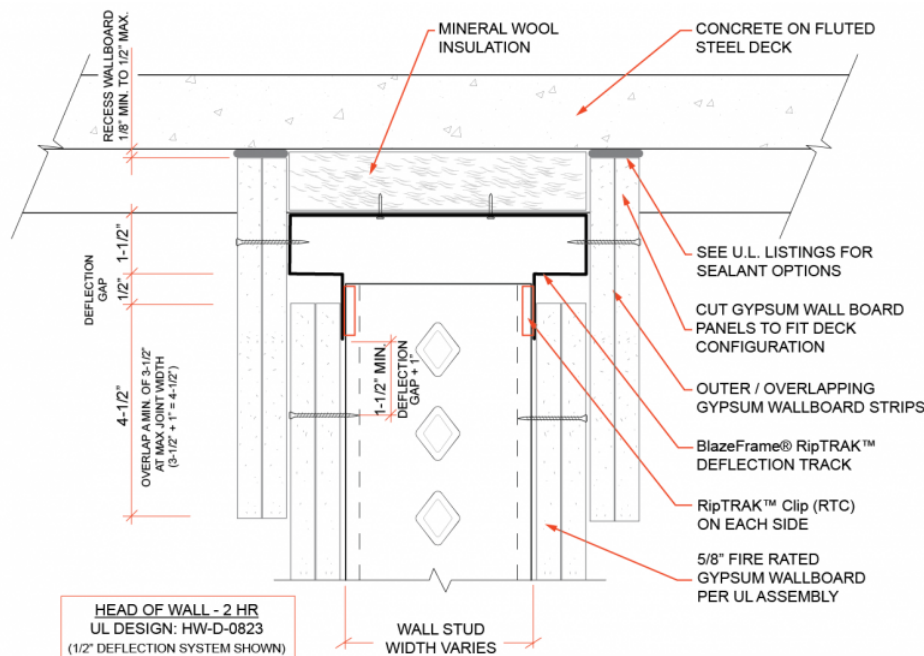 MINERAL WOOL
INSULATION
CONCRETE ON FLUTED
STEEL DECK
RECESS WALLBOARD
1/8" MIN. TO 1/2" MAX.
1-1/2"
DEFLECTION
GAP
1/2"
4-1/2"
OVERLAP A MIN. OF 3-1/2"
AT MAX JOINT WIDTH
(3-1/2" + 1" = 4-1/2")
1-1/2" MIN.
DEFLECTION
GAP + 1"
SEE U.L. LISTINGS FOR
SEALANT OPTIONS
CUT GYPSUM WALL BOARD
PANELS TO FIT DECK
CONFIGURATION
OUTER / OVERLAPPING
GYPSUM WALLBOARD STRIPS
BlazeFrame® RipTRAK™
DEFLECTION TRACK
RipTRAK™ Clip (RTC)
ON EACH SIDE
5/8" FIRE RATED
GYPSUM WALLBOARD
PER UL ASSEMBLY
HEAD OF WALL - 2 HR
UL DESIGN: HW-D-0823
(1/2" DEFLECTION SYSTEM SHOWN)
WALL STUD
WIDTH VARIES